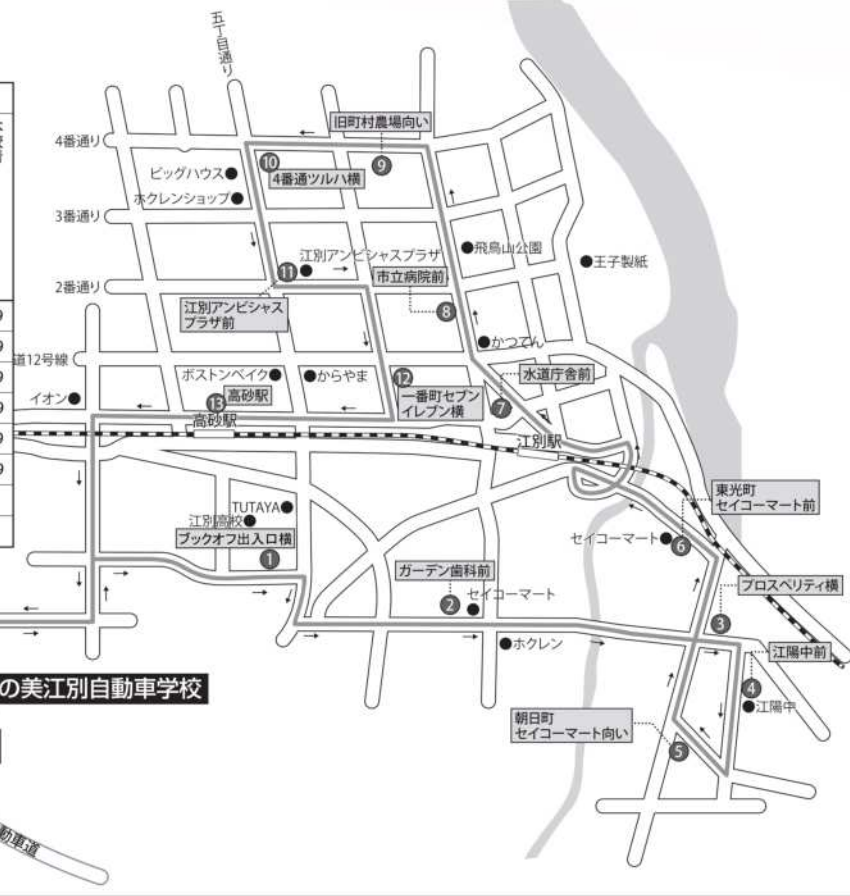 五丁目通り
旧町村農場向い
4番通り
⑩
⑨
ビッグハウス
4番通ツルハ横
ホクレンショップ
3番通り
飛鳥山公園
江別アンビシャスプラザ
王子製紙
⑪
市立病院前
2番通り
江別アンビシャス
プラザ前
⑧
かつてん
道12号線
ボストンベイク
からやま
⑫
水道庁舎前
イオン
高砂駅
⑬
一番町セブン
イレブン横
⑦
高砂駅
江別駅
東光町
セイコーマート前
TUTAYA
江別高校
セイコーマート
⑥
ブックオフ出入口横
①
ガーデン歯科前
プロスペリティ横
②
セイコーマート
③
ホクレン
江陽中前
④
の美江別自動車学校
江陽中
朝日町
セイコーマート向い
⑤
動車道
9
9
9
9
9
9